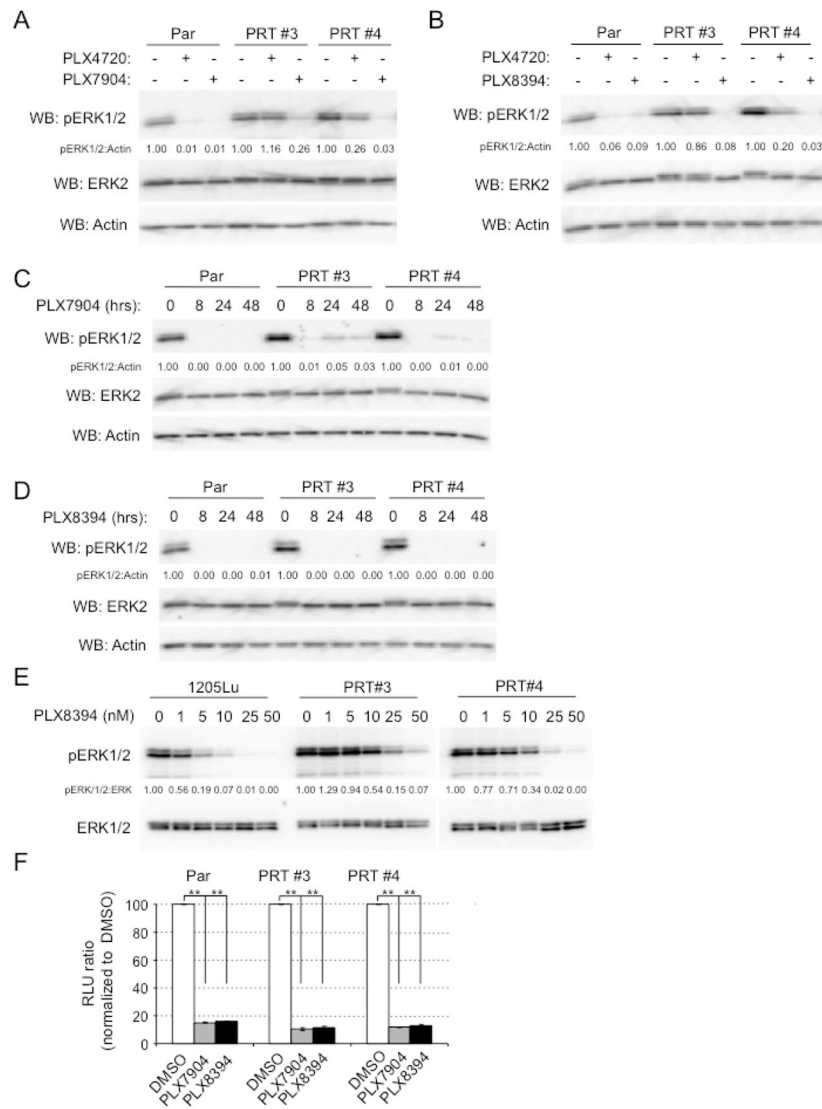 A
Par PRT #3 PRT #4
PLX4720: - + - - + - - + -
PLX7904: - - + - - + - - +
WB: pERK1/2
pERK1/2:Actin 1.00 0.01 0.01 1.00 1.16 0.26 1.00 0.26 0.03
WB: ERK2
WB: Actin
B
Par PRT #3 PRT #4
PLX4720: - + - - + - - + -
PLX8394: - - + - - + - - +
WB: pERK1/2
pERK1/2:Actin 1.00 0.06 0.09 1.00 0.86 0.08 1.00 0.20 0.03
WB: ERK2
WB: Actin
C
Par PRT #3 PRT #4
PLX7904 (hrs): 0 8 24 48 0 8 24 48 0 8 24 48
WB: pERK1/2
pERK1/2:Actin 1.00 0.00 0.00 0.00 1.00 0.01 0.05 0.03 1.00 0.00 0.01 0.00
WB: ERK2
WB: Actin
D
Par PRT #3 PRT #4
PLX8394 (hrs): 0 8 24 48 0 8 24 48 0 8 24 48
WB: pERK1/2
pERK1/2:Actin 1.00 0.00 0.00 0.01 1.00 0.00 0.00 0.00 1.00 0.00 0.00 0.00
WB: ERK2
WB: Actin
E
1205Lu PRT#3 PRT#4
PLX8394 (nM) 0 1 5 10 25 50 0 1 5 10 25 50 0 1 5 10 25 50
pERK1/2
pERK/1/2:ERK 1.00 0.56 0.19 0.07 0.01 0.00 1.00 1.29 0.94 0.54 0.15 0.07 1.00 0.77 0.71 0.34 0.02 0.00
ERK1/2
F
Par PRT #3 PRT #4
** ** ** ** ** **
RLU ratio
(normalized to DMSO)
100
80
60
40
20
0
DMSO PLX7904 PLX8394 DMSO PLX7904 PLX8394 DMSO PLX7904 PLX8394